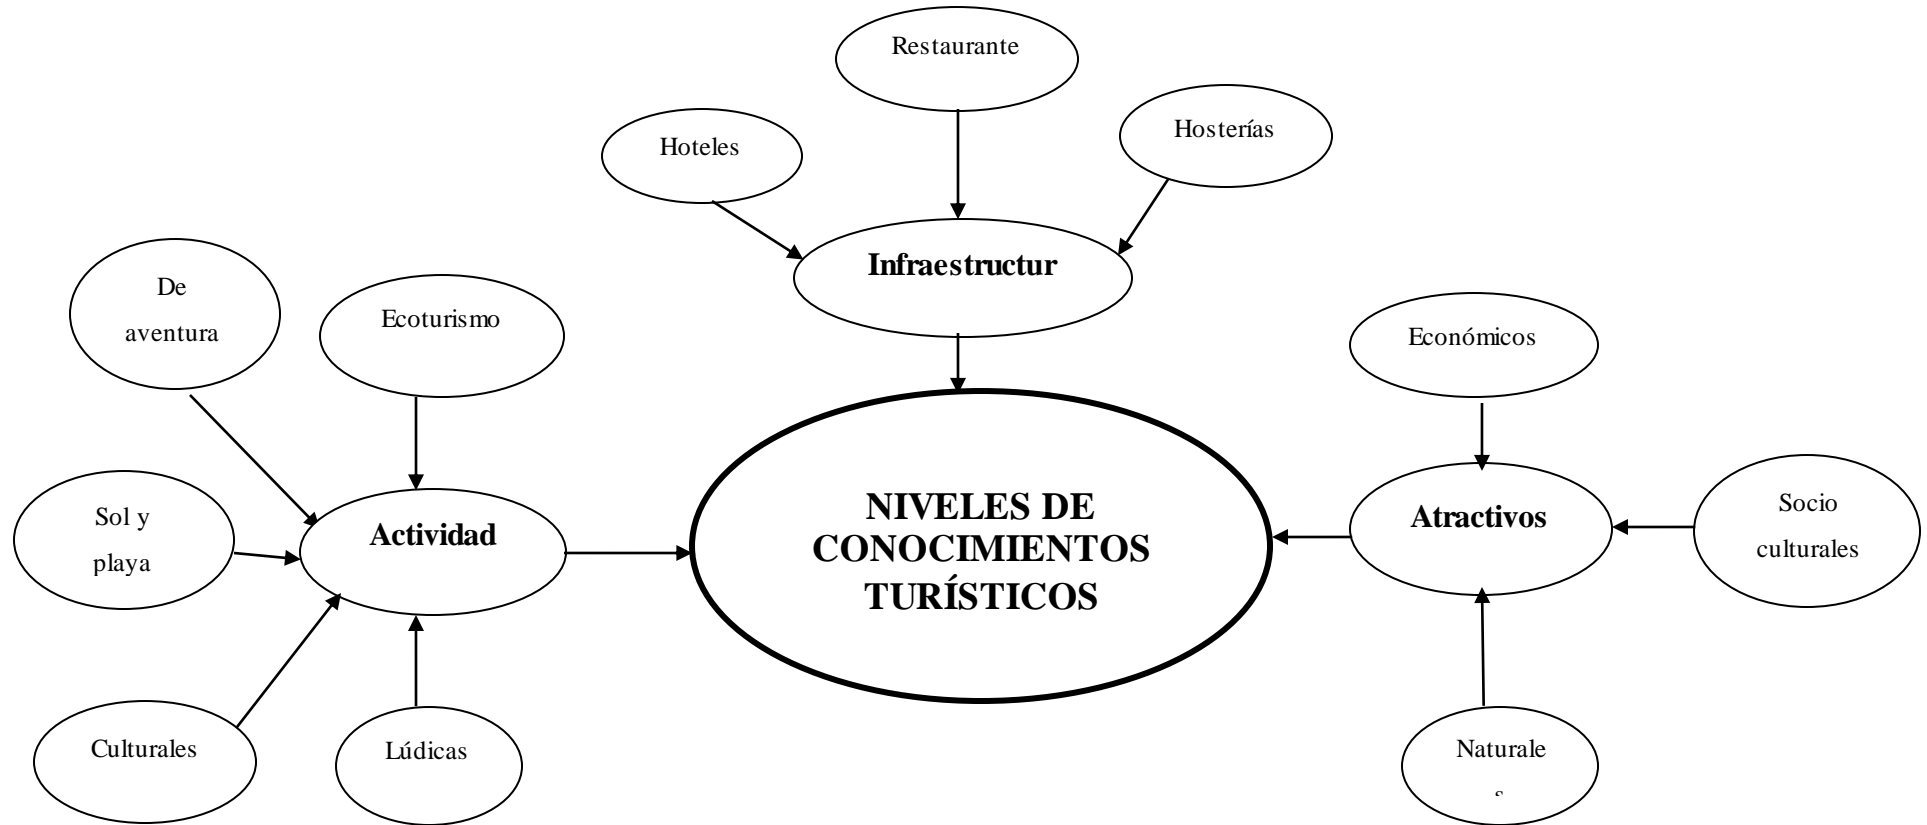 Restaurante
Hoteles
Hosterías
Infraestructur
De
aventura
Ecoturismo
Económicos
Sol y
playa
Actividad
NIVELES DE
CONOCIMIENTOS
TURÍSTICOS
Atractivos
Socio
culturales
Culturales
Lúdicas
Naturale
s